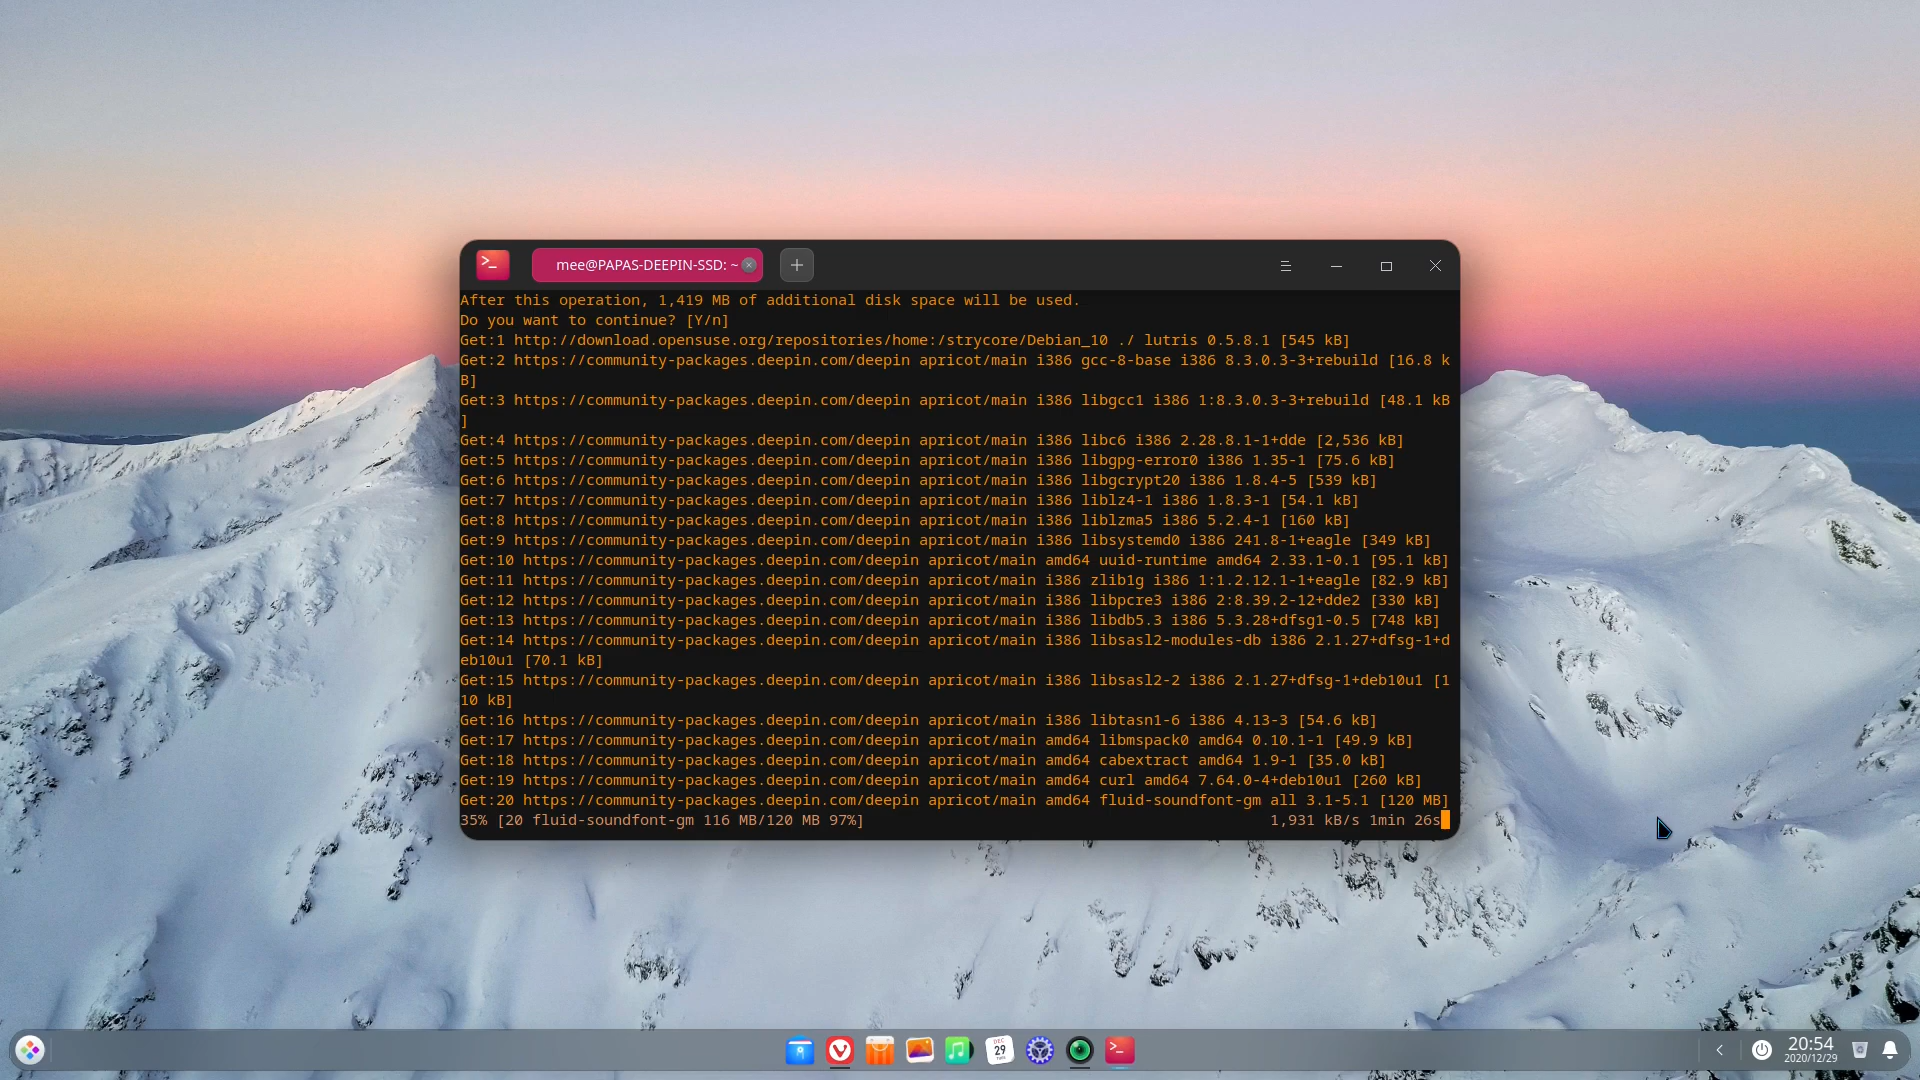 mee@PAPAS-DEEPIN-SSD: ~
After this operation, 1,419 MB of additional disk space will be used.
Do you want to continue? [Y/n]
Get:1 http://download.opensuse.org/repositories/home:/strycore/Debian_10 ./ lutris 0.5.8.1 [545 kB]
Get:2 https://community-packages.deepin.com/deepin apricot/main i386 gcc-8-base i386 8.3.0.3-3+rebuild [16.8 k
B]
Get:3 https://community-packages.deepin.com/deepin apricot/main i386 libgcc1 i386 1:8.3.0.3-3+rebuild [48.1 kB
]
Get:4 https://community-packages.deepin.com/deepin apricot/main i386 libc6 i386 2.28.8.1-1+dde [2,536 kB]
Get:5 https://community-packages.deepin.com/deepin apricot/main i386 libgpg-error0 i386 1.35-1 [75.6 kB]
Get:6 https://community-packages.deepin.com/deepin apricot/main i386 libgcrypt20 i386 1.8.4-5 [539 kB]
Get:7 https://community-packages.deepin.com/deepin apricot/main i386 liblz4-1 i386 1.8.3-1 [54.1 kB]
Get:8 https://community-packages.deepin.com/deepin apricot/main i386 liblzma5 i386 5.2.4-1 [160 kB]
Get:9 https://community-packages.deepin.com/deepin apricot/main i386 libsystemd0 i386 241.8-1+eagle [349 kB]
Get:10 https://community-packages.deepin.com/deepin apricot/main amd64 uuid-runtime amd64 2.33.1-0.1 [95.1 kB]
Get:11 https://community-packages.deepin.com/deepin apricot/main i386 zlib1g i386 1:1.2.12.1-1+eagle [82.9 kB]
Get:12 https://community-packages.deepin.com/deepin apricot/main i386 libpcre3 i386 2:8.39.2-12+dde2 [330 kB]
Get:13 https://community-packages.deepin.com/deepin apricot/main i386 libdb5.3 i386 5.3.28+dfsg1-0.5 [748 kB]
Get:14 https://community-packages.deepin.com/deepin apricot/main i386 libsasl2-modules-db i386 2.1.27+dfsg-1+d
eb10u1 [70.1 kB]
Get:15 https://community-packages.deepin.com/deepin apricot/main i386 libsasl2-2 i386 2.1.27+dfsg-1+deb10u1 [1
10 kB]
Get:16 https://community-packages.deepin.com/deepin apricot/main i386 libtasn1-6 i386 4.13-3 [54.6 kB]
Get:17 https://community-packages.deepin.com/deepin apricot/main amd64 libmspack0 amd64 0.10.1-1 [49.9 kB]
Get:18 https://community-packages.deepin.com/deepin apricot/main amd64 cabextract amd64 1.9-1 [35.0 kB]
Get:19 https://community-packages.deepin.com/deepin apricot/main amd64 curl amd64 7.64.0-4+deb10u1 [260 kB]
Get:20 https://community-packages.deepin.com/deepin apricot/main amd64 fluid-soundfont-gm all 3.1-5.1 [120 MB]
35% [20 fluid-soundfont-gm 116 MB/120 MB 97%] 1,931 kB/s 1min 26s
DEC
29
20:54
2020/12/29